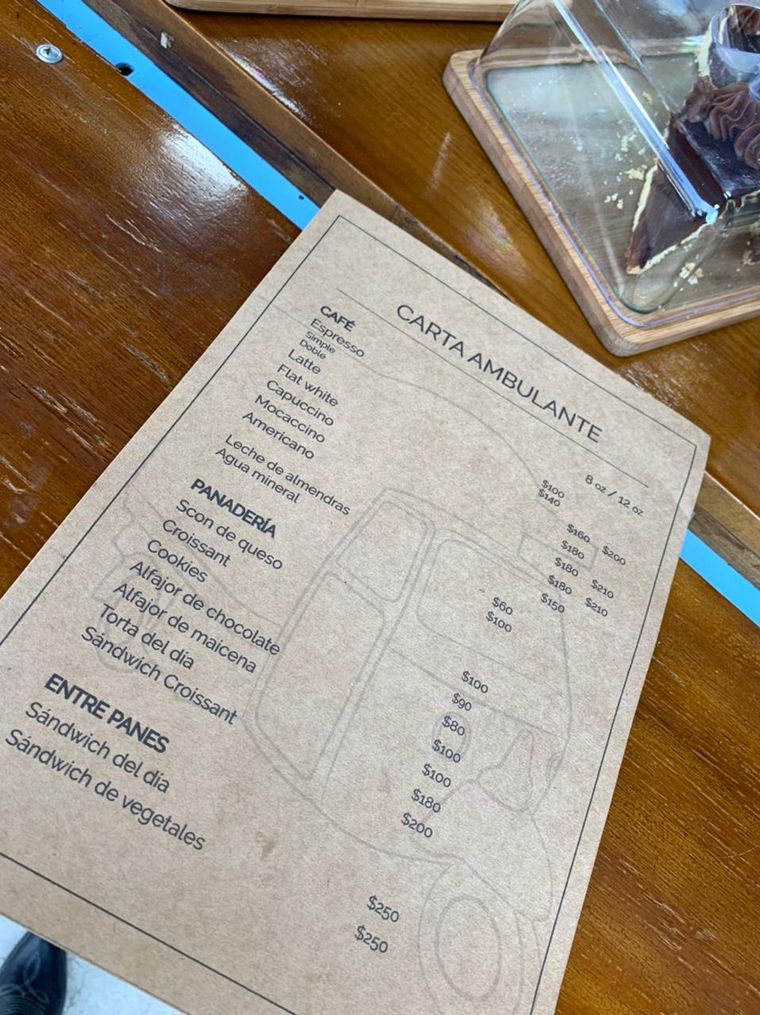 CARTA AMBULANTE
8 oz / 12 oz
CAFÉ
Espresso
Simple $100
Doble $140
Latte $160 $200
Flat white $180
Capuccino $180 $210
Mocaccino $180 $210
Americano $150
Leche de almendras $60
Agua mineral $100
PANADERÍA
Scon de queso $100
Croissant $90
Cookies $80
Alfajor de chocolate $100
Alfajor de maicena $100
Torta del día $180
Sándwich Croissant $200
ENTRE PANES
Sándwich del día $250
Sándwich de vegetales $250